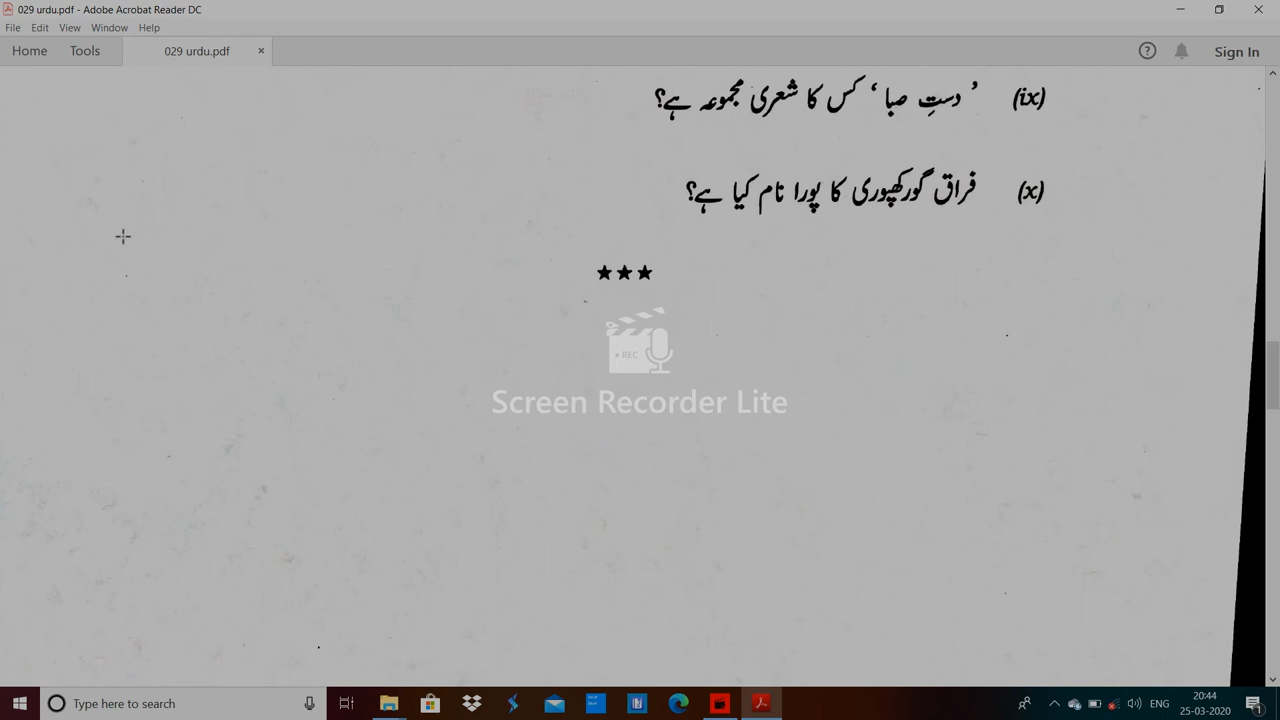 029 urdu.pdf - Adobe Acrobat Reader DC
File Edit View Window Help
Home Tools 029 urdu.pdf × ? Sign In
(ix) ’ دستِ صبا ‘ کس کا شعری مجموعہ ہے؟
(x) فراق گورکھپوری کا پورا نام کیا ہے؟
★★★
REC
Screen Recorder Lite
Type here to search
ENG 20:44
25-03-2020 1